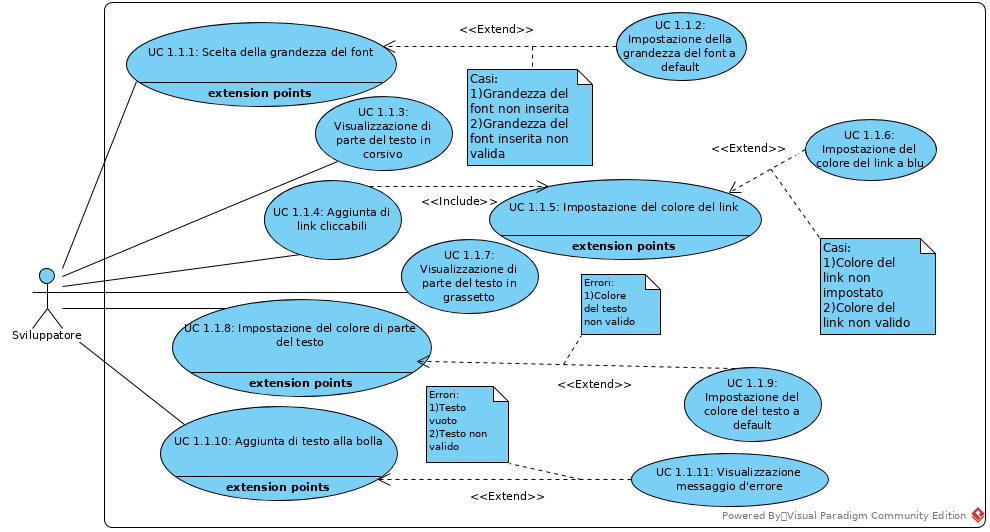 <<Extend>>
UC 1.1.2:
Impostazione della
grandezza del font a
default
UC 1.1.1: Scelta della grandezza del font
extension points
Casi:
1)Grandezza del
font non inserita
2)Grandezza del
font inserita non
valida
UC 1.1.3:
Visualizzazione di
parte del testo in
corsivo
<<Extend>>
UC 1.1.6:
Impostazione del
colore del link a blu
UC 1.1.4: Aggiunta di
link cliccabili
<<Include>>
UC 1.1.5: Impostazione del colore del link
extension points
Casi:
1)Colore del
link non
impostato
2)Colore del
link non valido
UC 1.1.7:
Visualizzazione di
parte del testo in
grassetto
Errori:
1)Colore
del testo
non valido
Sviluppatore
UC 1.1.8: Impostazione del colore di parte
del testo
extension points
<<Extend>>
UC 1.1.9:
Impostazione del
colore del testo a
default
Errori:
1)Testo
vuoto
2)Testo non
valido
UC 1.1.10: Aggiunta di testo alla bolla
extension points
<<Extend>>
UC 1.1.11: Visualizzazione
messaggio d'errore
Powered By Visual Paradigm Community Edition